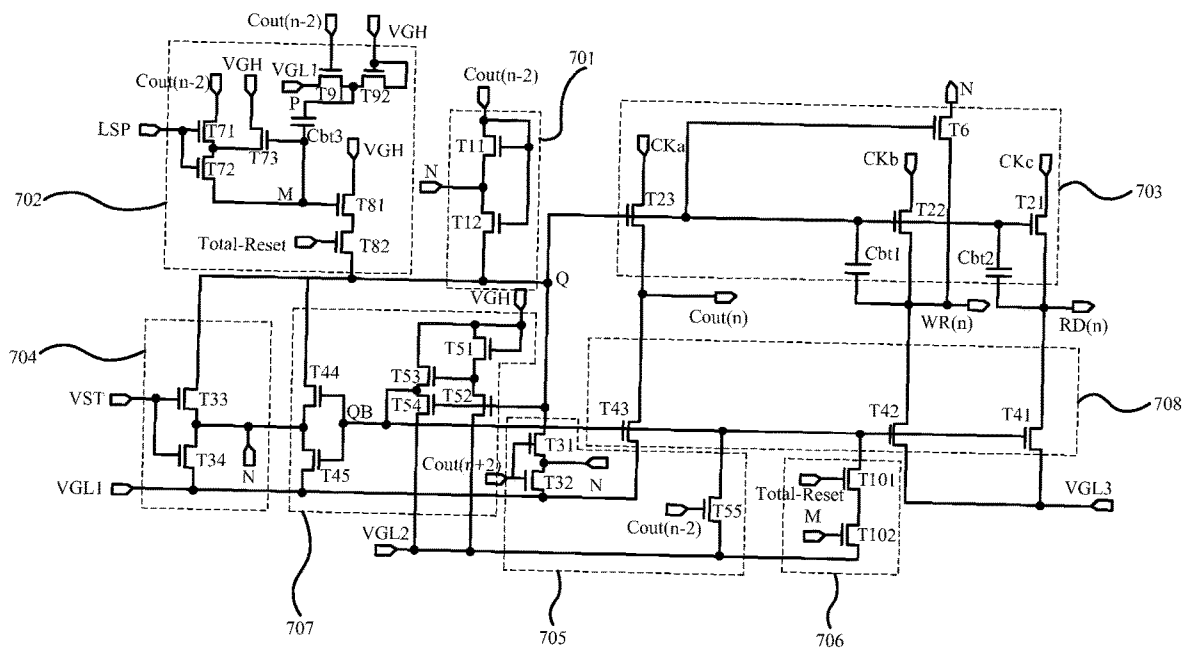 Cout(n-2)
VGH
VGL1
T91
T92
P
Cbt3
Cout(n-2)
VGH
LSP
T71
T72
T73
M
VGH
T81
Total-Reset
T82
702
Cout(n-2)
701
T11
N
T12
Q
N
T6
CKa
CKb
CKc
T23
T22
T21
703
Cbt1
Cbt2
Cout(n)
WR(n)
RD(n)
704
VST
T33
T34
N
VGL1
T44
T45
QB
VGH
T51
T53
T52
T54
T31
Cout(n+2)
T32
N
T43
T42
T41
708
VGL2
Cout(n-2)
T55
Total-Reset
T101
M
T102
VGL3
707
705
706